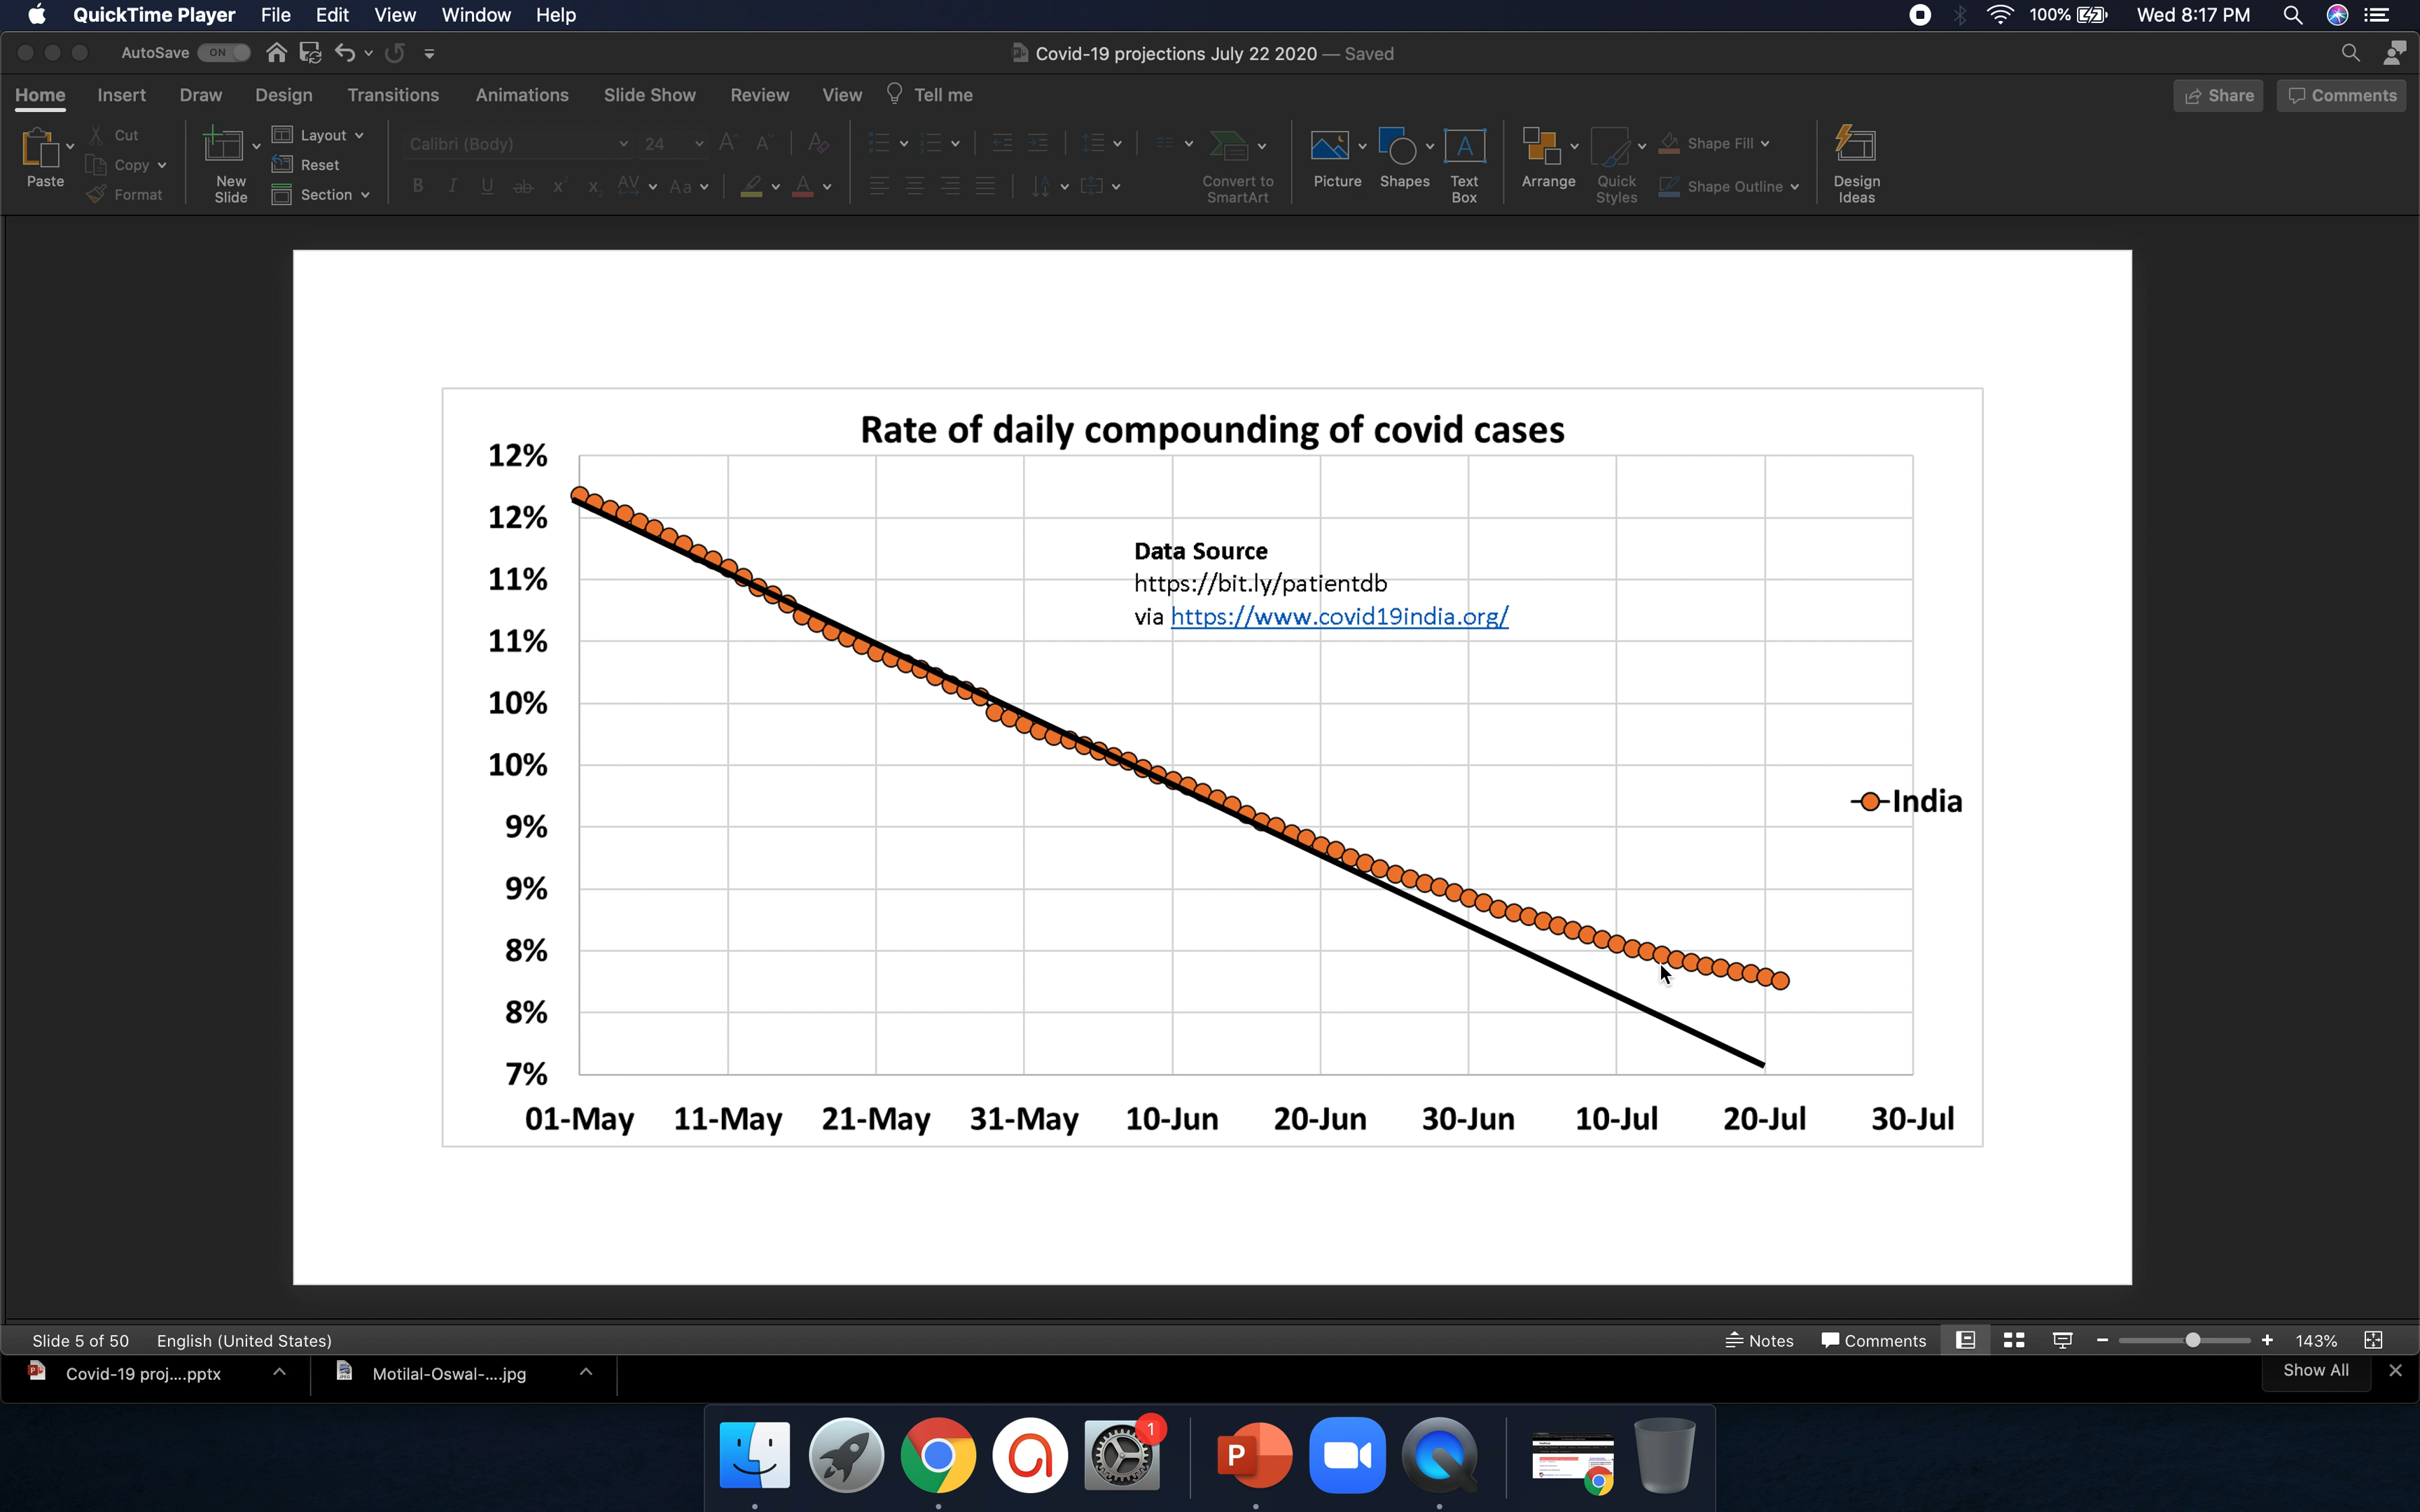 QuickTime Player File Edit View Window Help 100% Wed 8:17 PM
AutoSave ON Covid-19 projections July 22 2020 — Saved
Home Insert Draw Design Transitions Animations Slide Show Review View Tell me Share Comments
Paste Cut Copy Format
New Slide Layout Reset Section
Calibri (Body) 24
Convert to SmartArt
Picture Shapes Text Box
Arrange Quick Styles Shape Fill Shape Outline
Design Ideas
Rate of daily compounding of covid cases
12%
12%
11%
11%
10%
10%
9%
9%
8%
8%
7%
Data Source
https://bit.ly/patientdb
via https://www.covid19india.org/
India
01-May 11-May 21-May 31-May 10-Jun 20-Jun 30-Jun 10-Jul 20-Jul 30-Jul
Slide 5 of 50 English (United States) Notes Comments 143%
Covid-19 proj....pptx Motilal-Oswal-....jpg Show All
1
P